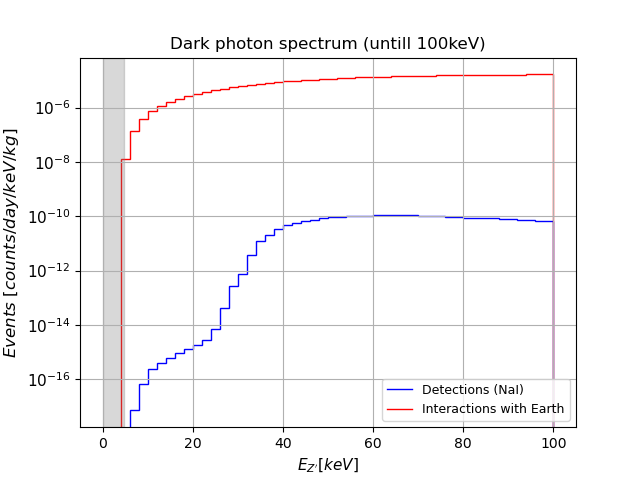 Dark photon spectrum (untill 100keV)
Events [counts/day/keV/kg]
10⁻⁶
10⁻⁸
10⁻¹⁰
10⁻¹²
10⁻¹⁴
10⁻¹⁶
Detections (NaI)
Interactions with Earth
0 20 40 60 80 100
E_Z' [keV]